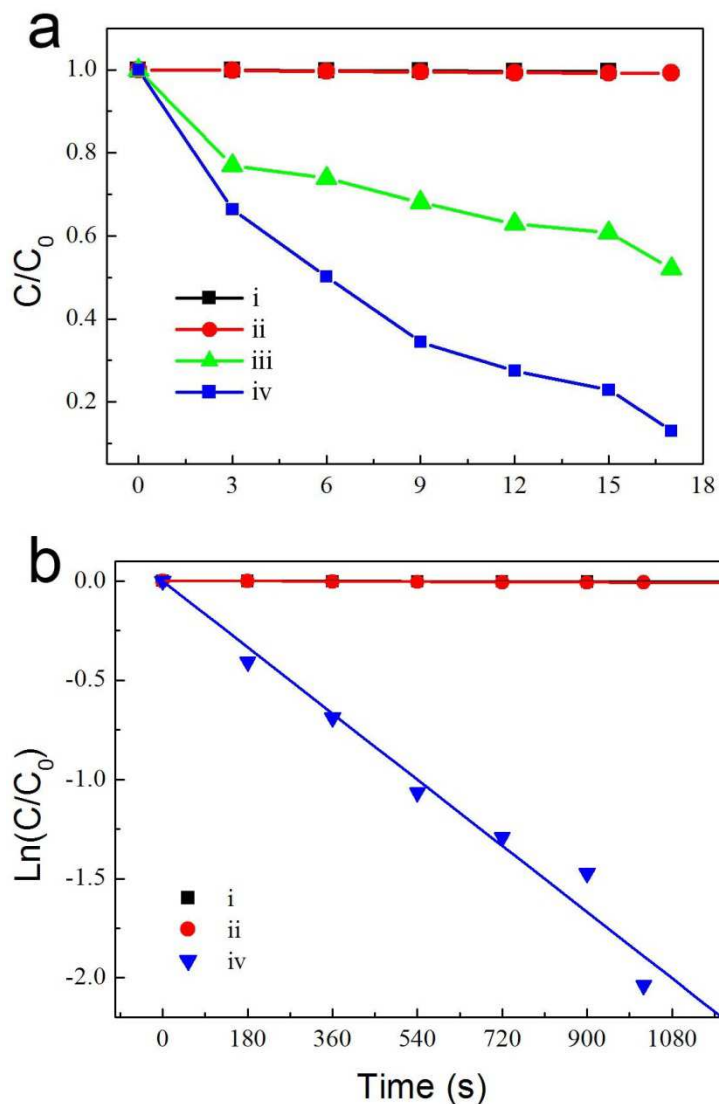 a
1.0
0.8
0.6
0.4
0.2
C/C₀
i
ii
iii
iv
0 3 6 9 12 15 18
b
0.0
-0.5
-1.0
-1.5
-2.0
Ln(C/C₀)
i
ii
iv
0 180 360 540 720 900 1080
Time (s)